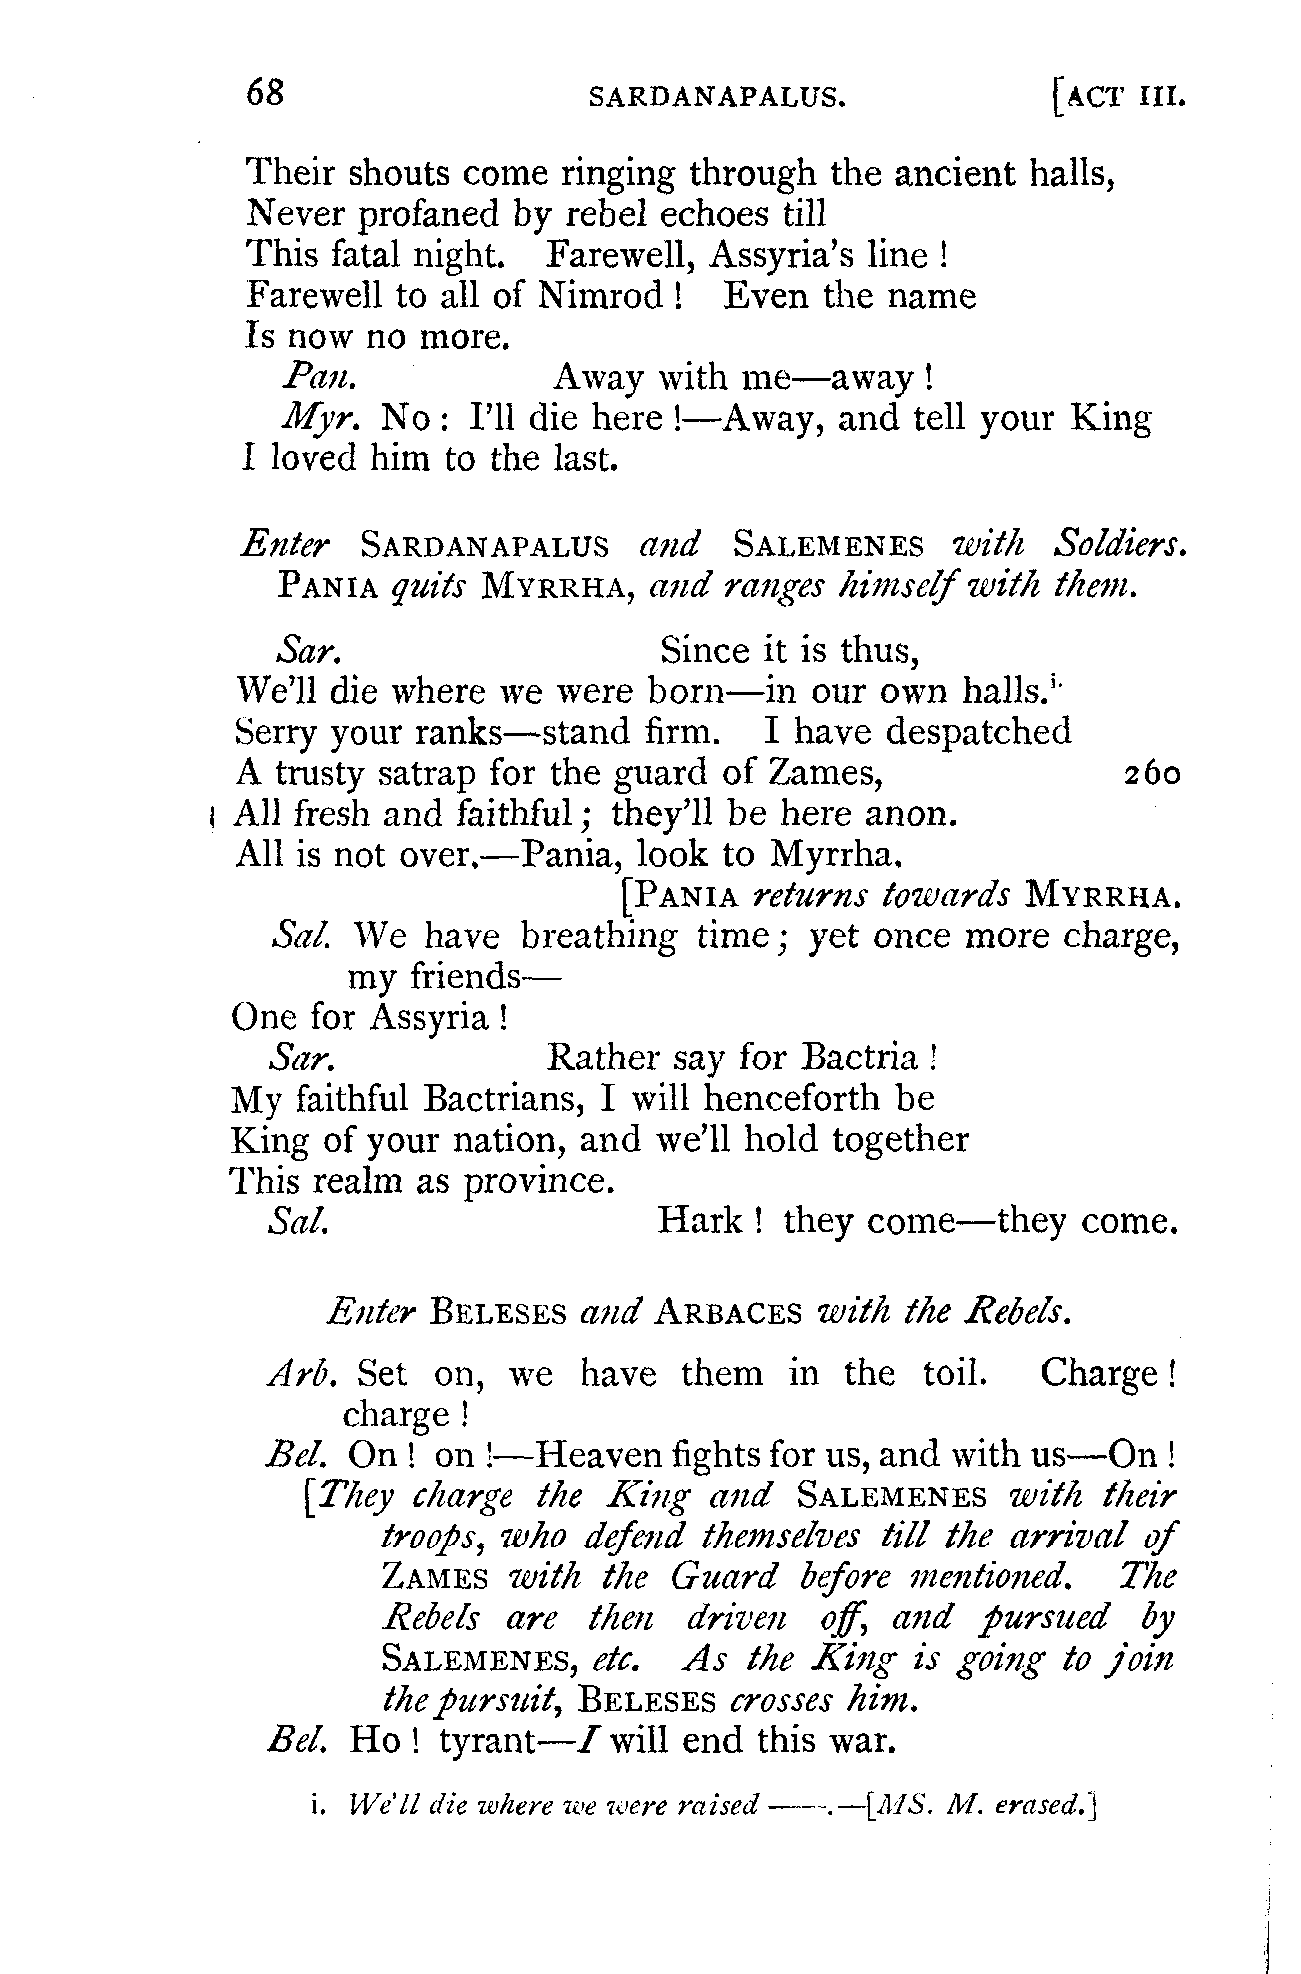 68 SARDANAPALUS. [ACT III.
Their shouts come ringing through the ancient halls,
Never profaned by rebel echoes till
This fatal night. Farewell, Assyria's line!
Farewell to all of Nimrod! Even the name
Is now no more.
Pan. Away with me—away!
Myr. No: I'll die here!—Away, and tell your King
I loved him to the last.
Enter SARDANAPALUS and SALEMENES with Soldiers.
PANIA quits MYRRHA, and ranges himself with them.
Sar. Since it is thus,
We'll die where we were born—in our own halls.i.
Serry your ranks—stand firm. I have despatched
A trusty satrap for the guard of Zames, 260
All fresh and faithful; they'll be here anon.
All is not over.—Pania, look to Myrrha.
[PANIA returns towards MYRRHA.
Sal. We have breathing time; yet once more charge,
my friends—
One for Assyria!
Sar. Rather say for Bactria!
My faithful Bactrians, I will henceforth be
King of your nation, and we'll hold together
This realm as province.
Sal. Hark! they come—they come.
Enter BELESES and ARBACES with the Rebels.
Arb. Set on, we have them in the toil. Charge!
charge!
Bel. On! on!—Heaven fights for us, and with us—On!
[They charge the King and SALEMENES with their
troops, who defend themselves till the arrival of
ZAMES with the Guard before mentioned. The
Rebels are then driven off, and pursued by
SALEMENES, etc. As the King is going to join
the pursuit, BELESES crosses him.
Bel. Ho! tyrant—I will end this war.
i. We'll die where we were raised ——.—[MS. M. erased.]